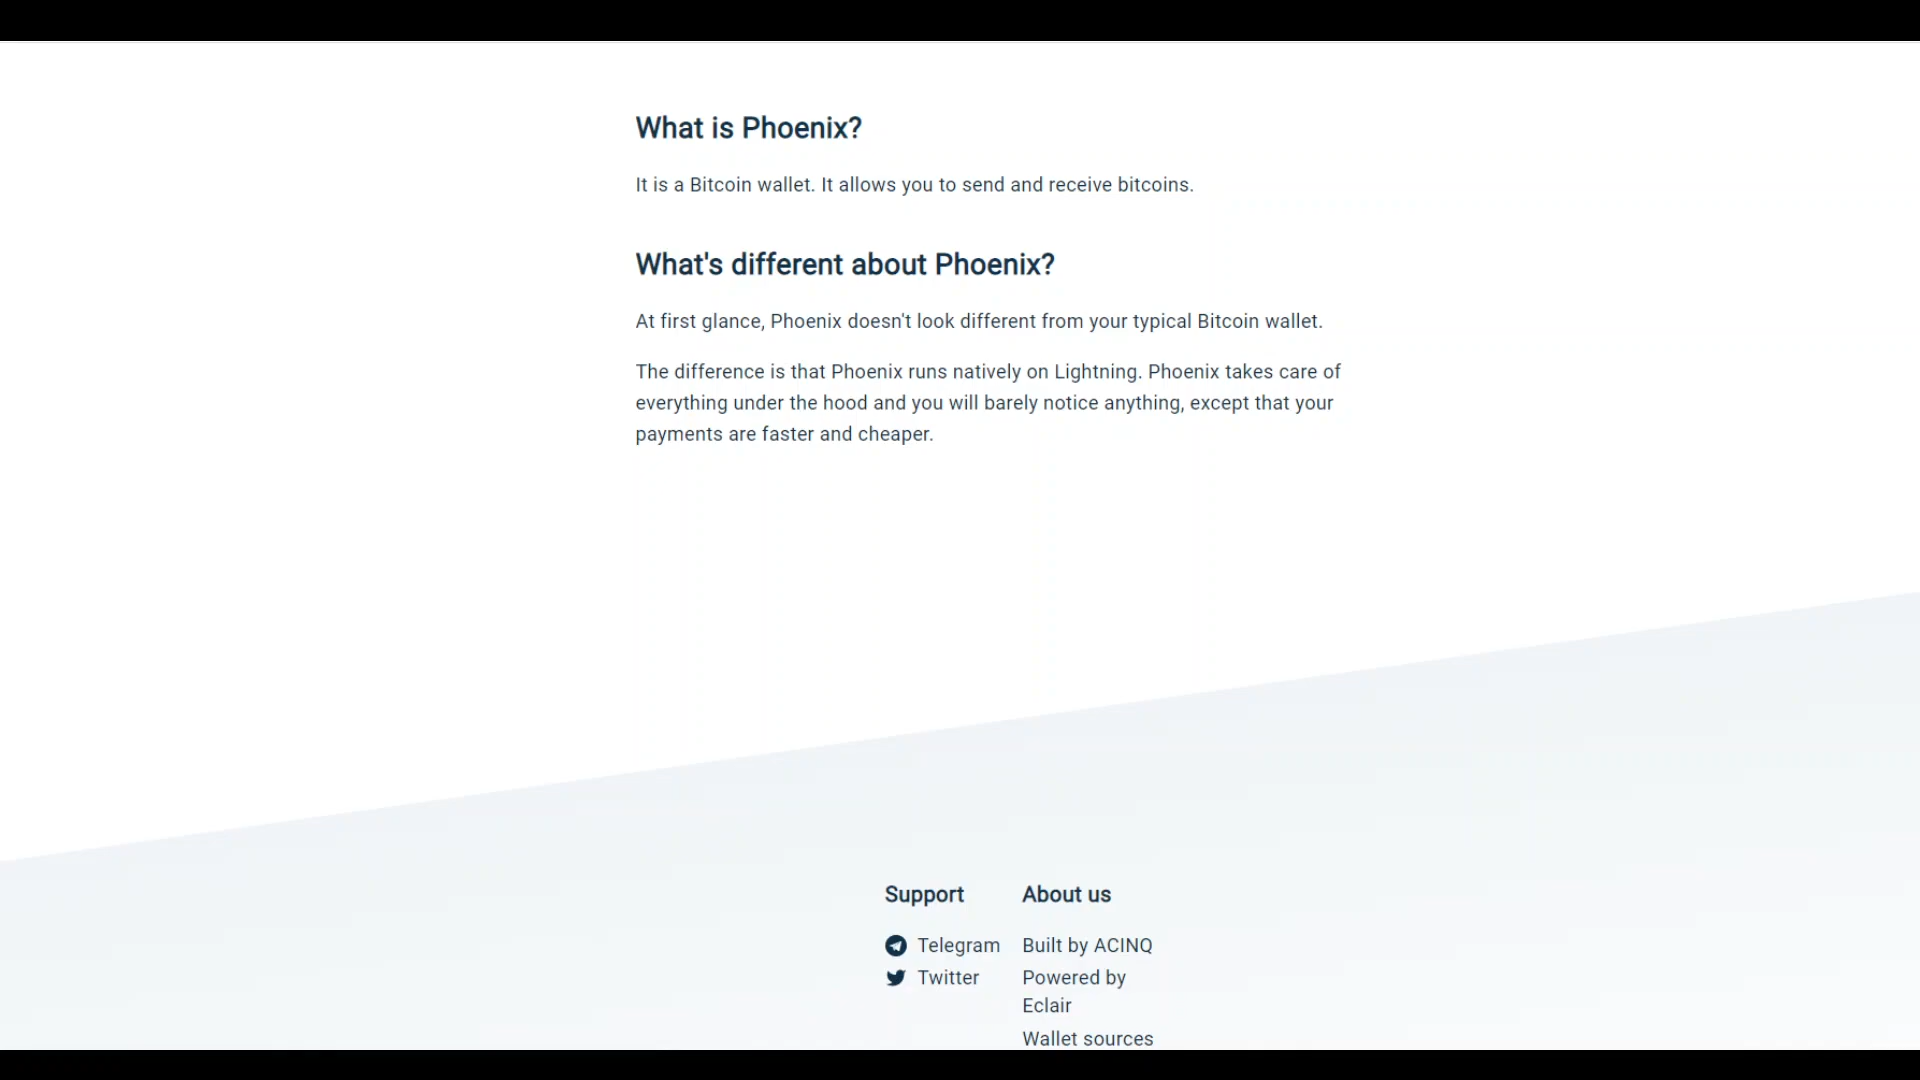 What is Phoenix?
It is a Bitcoin wallet. It allows you to send and receive bitcoins.
What's different about Phoenix?
At first glance, Phoenix doesn't look different from your typical Bitcoin wallet.
The difference is that Phoenix runs natively on Lightning. Phoenix takes care of
everything under the hood and you will barely notice anything, except that your
payments are faster and cheaper.
Support
Telegram
Twitter
About us
Built by ACINQ
Powered by
Eclair
Wallet sources